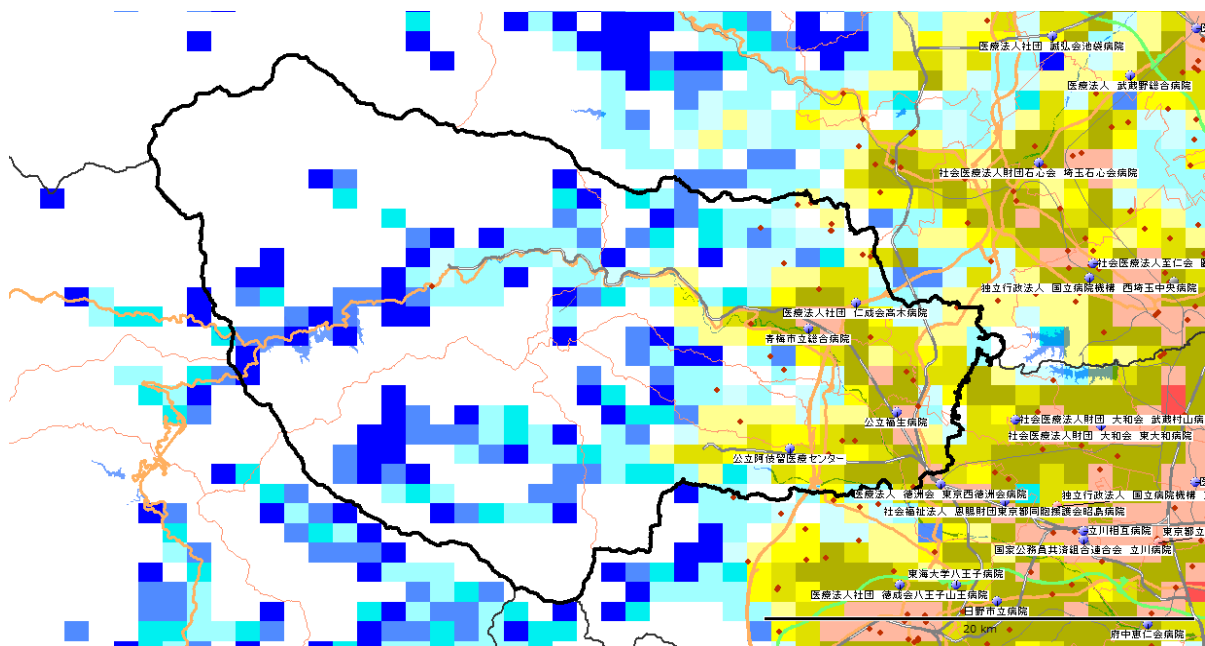 医療法人社団 誠弘会池袋病院
医療法人 武蔵野総合病院
社会医療法人財団石心会 埼玉石心会病院
社会医療法人至仁会
独立行政法人 国立病院機構 西埼玉中央病院
医療法人社団 仁成会高木病院
青梅市立総合病院
公立福生病院
社会医療法人財団 大和会 武蔵村山病
社会医療法人財団 大和会 東大和病院
公立阿伎留医療センター
医療法人 徳洲会 東京西徳洲会病院
独立行政法人 国立病院機構
社会福祉法人 恩賜財団東京都同胞援護会昭島病院
立川相互病院
東京都立
国家公務員共済組合連合会 立川病院
東海大学八王子病院
医療法人社団 徳成会八王子山王病院
日野市立病院
府中恵仁会病院
20 km